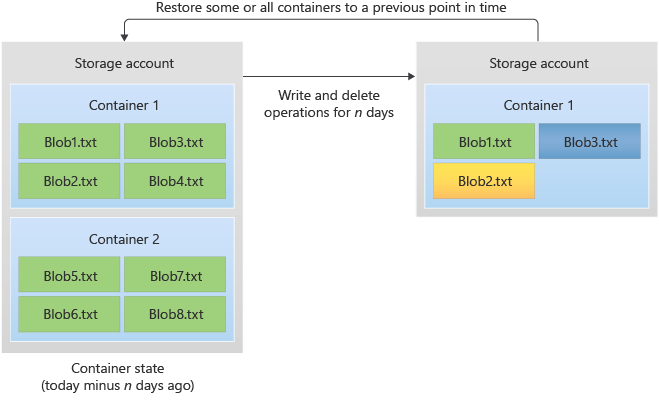 Restore some or all containers to a previous point in time
Storage account
Container 1
Blob1.txt
Blob3.txt
Blob2.txt
Blob4.txt
Container 2
Blob5.txt
Blob7.txt
Blob6.txt
Blob8.txt
Container state
(today minus n days ago)
Write and delete
operations for n days
Storage account
Container 1
Blob1.txt
Blob3.txt
Blob2.txt